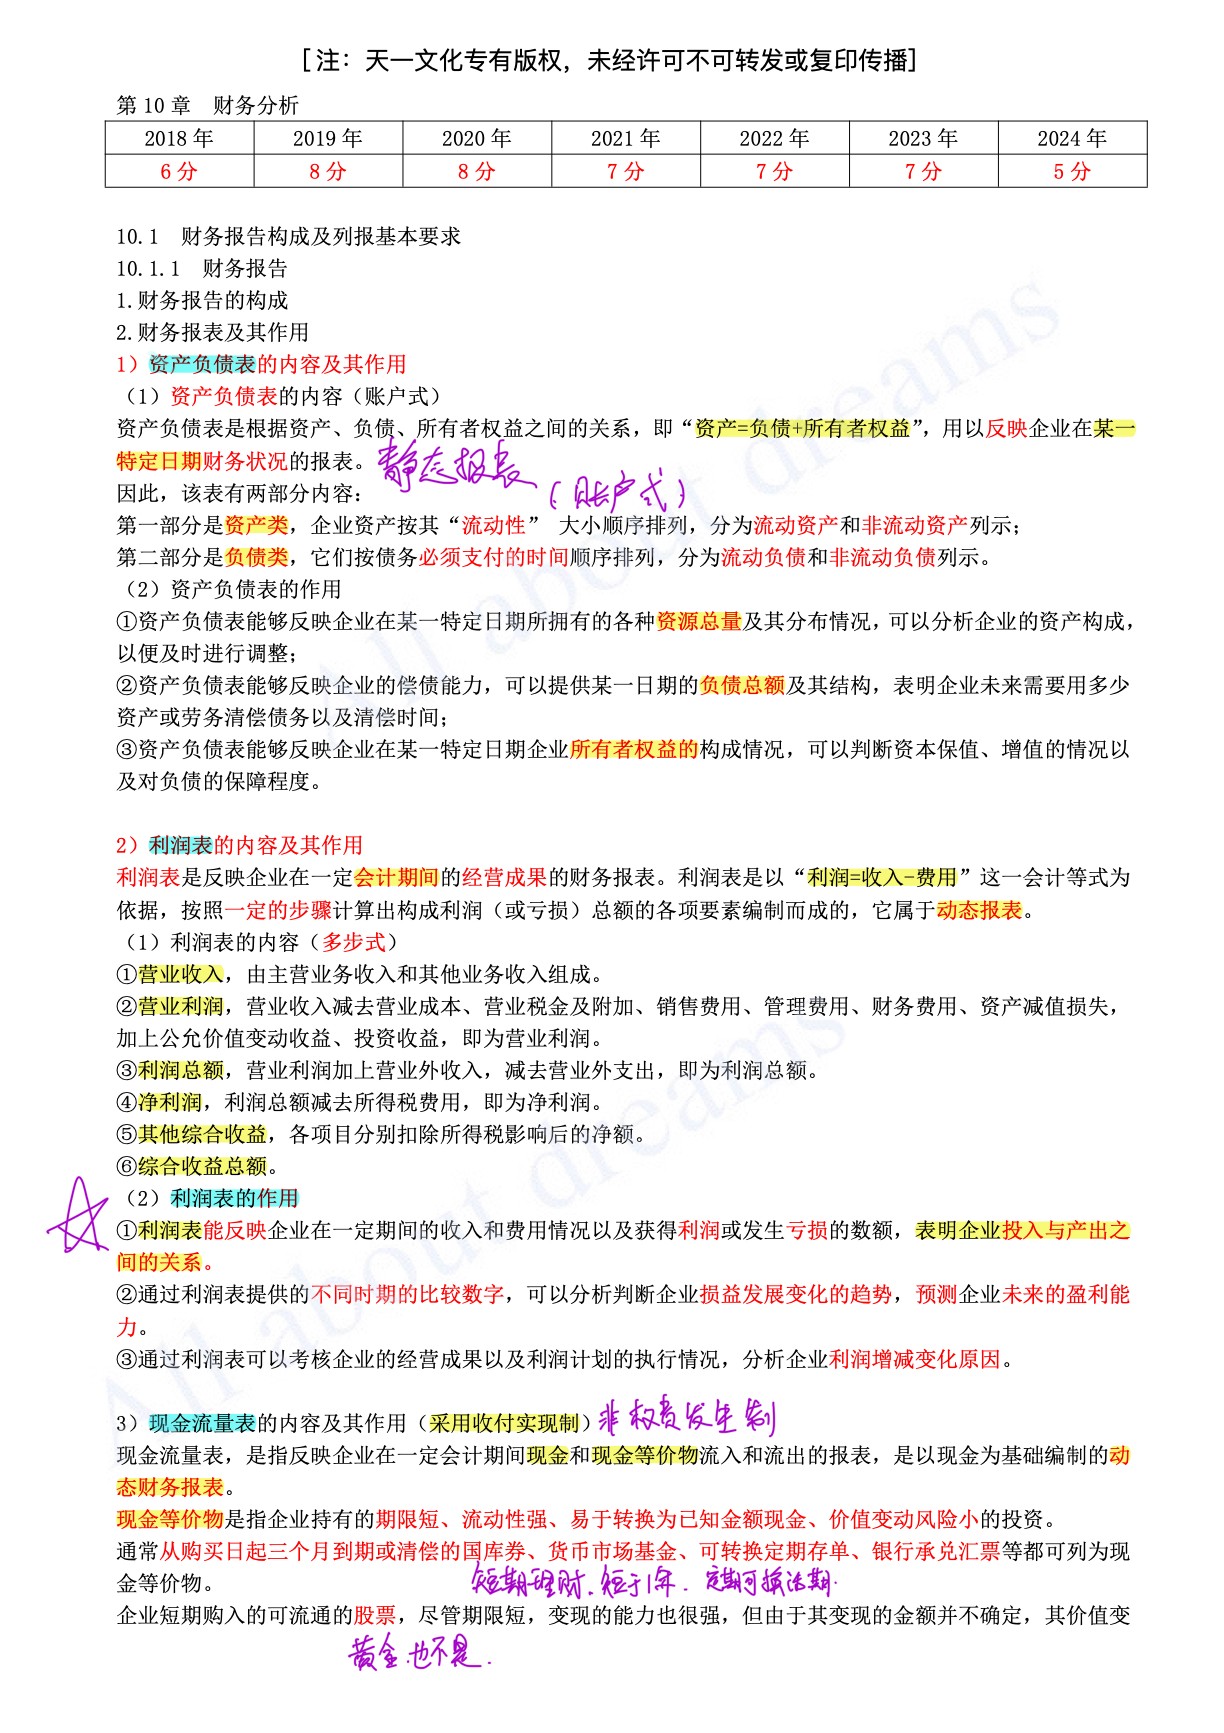 [注：天一文化专有版权，未经许可不可转发或复印传播]
第10章 财务分析
2018年 2019年 2020年 2021年 2022年 2023年 2024年
6分 8分 8分 7分 7分 7分 5分
10.1 财务报告构成及列报基本要求
10.1.1 财务报告
1.财务报告的构成
2.财务报表及其作用
1）资产负债表的内容及其作用
（1）资产负债表的内容（账户式）
资产负债表是根据资产、负债、所有者权益之间的关系，即“资产=负债+所有者权益”，用以反映企业在某一
特定日期财务状况的报表。静态报表
因此，该表有两部分内容：（账户式）
第一部分是资产类，企业资产按其“流动性” 大小顺序排列，分为流动资产和非流动资产列示；
第二部分是负债类，它们按债务必须支付的时间顺序排列，分为流动负债和非流动负债列示。
（2）资产负债表的作用
①资产负债表能够反映企业在某一特定日期所拥有的各种资源总量及其分布情况，可以分析企业的资产构成，
以便及时进行调整；
②资产负债表能够反映企业的偿债能力，可以提供某一日期的负债总额及其结构，表明企业未来需要用多少
资产或劳务清偿债务以及清偿时间；
③资产负债表能够反映企业在某一特定日期企业所有者权益的构成情况，可以判断资本保值、增值的情况以
及对负债的保障程度。
2）利润表的内容及其作用
利润表是反映企业在一定会计期间的经营成果的财务报表。利润表是以“利润=收入-费用”这一会计等式为
依据，按照一定的步骤计算出构成利润（或亏损）总额的各项要素编制而成的，它属于动态报表。
（1）利润表的内容（多步式）
①营业收入，由主营业务收入和其他业务收入组成。
②营业利润，营业收入减去营业成本、营业税金及附加、销售费用、管理费用、财务费用、资产减值损失，
加上公允价值变动收益、投资收益，即为营业利润。
③利润总额，营业利润加上营业外收入，减去营业外支出，即为利润总额。
④净利润，利润总额减去所得税费用，即为净利润。
⑤其他综合收益，各项目分别扣除所得税影响后的净额。
⑥综合收益总额。
（2）利润表的作用
①利润表能反映企业在一定期间的收入和费用情况以及获得利润或发生亏损的数额，表明企业投入与产出之
间的关系。
②通过利润表提供的不同时期的比较数字，可以分析判断企业损益发展变化的趋势，预测企业未来的盈利能
力。
③通过利润表可以考核企业的经营成果以及利润计划的执行情况，分析企业利润增减变化原因。
3）现金流量表的内容及其作用（采用收付实现制）非权责发生制
现金流量表，是指反映企业在一定会计期间现金和现金等价物流入和流出的报表，是以现金为基础编制的动
态财务报表。
现金等价物是指企业持有的期限短、流动性强、易于转换为已知金额现金、价值变动风险小的投资。
通常从购买日起三个月到期或清偿的国库券、货币市场基金、可转换定期存单、银行承兑汇票等都可列为现
金等价物。 短期理财.短于1年.定期可换活期.
企业短期购入的可流通的股票，尽管期限短，变现的能力也很强，但由于其变现的金额并不确定，其价值变
黄金.也不是.
All about dreams
All about dreams